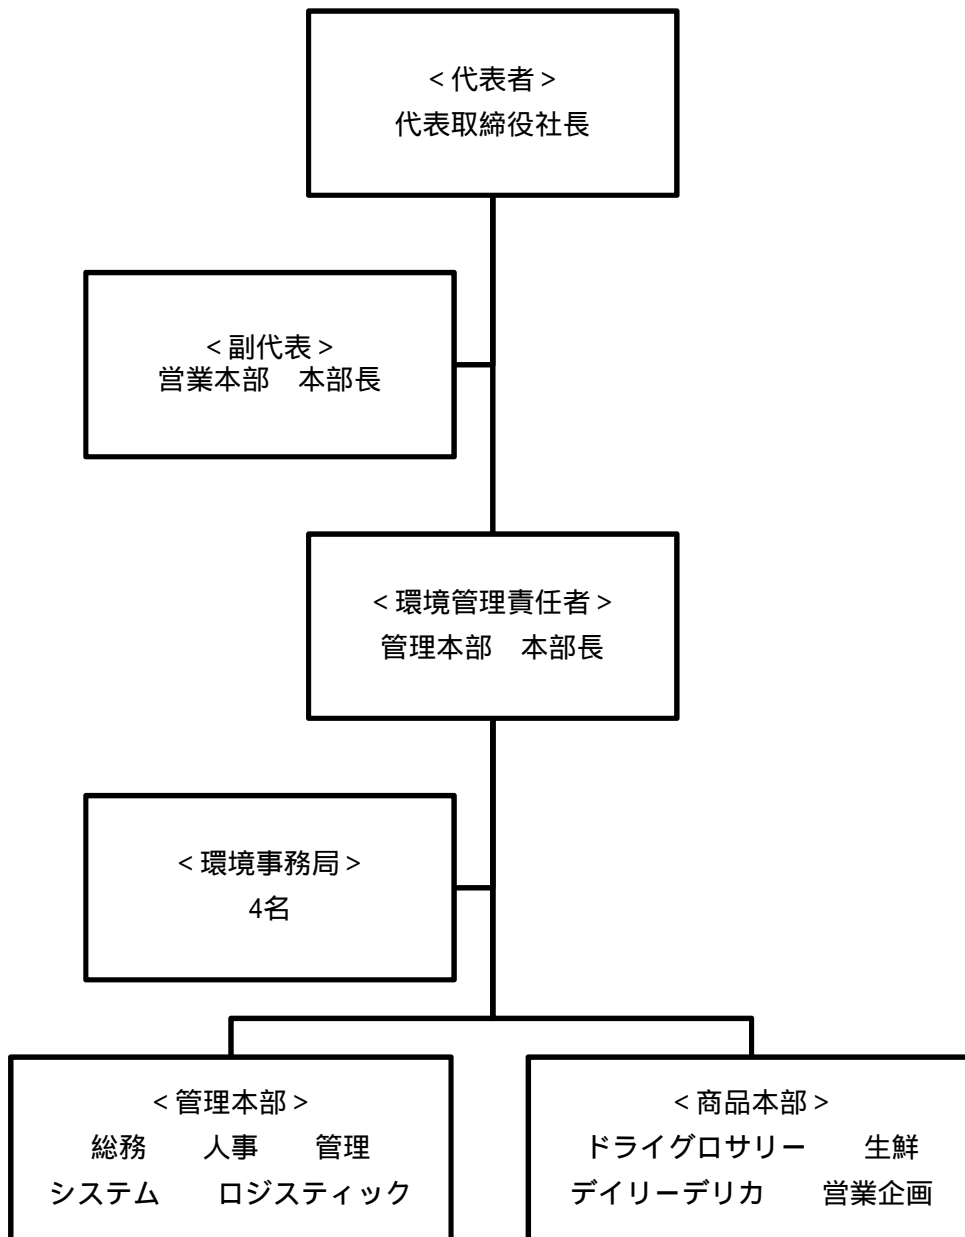 ＜代表者＞
代表取締役社長
＜副代表＞
営業本部　本部長
＜環境管理責任者＞
管理本部　本部長
＜環境事務局＞
4名
＜管理本部＞
総務　　人事　　管理
システム　　ロジスティック
＜商品本部＞
ドライグロサリー　　生鮮
デイリーデリカ　　営業企画